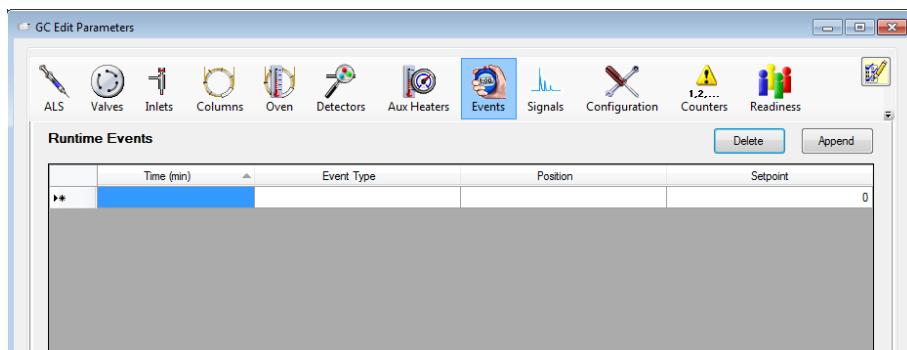 GC Edit Parameters
ALS Valves Inlets Columns Oven Detectors Aux Heaters Events Signals Configuration 1,2,... Counters Readiness
Runtime Events Delete Append
Time (min) Event Type Position Setpoint
0